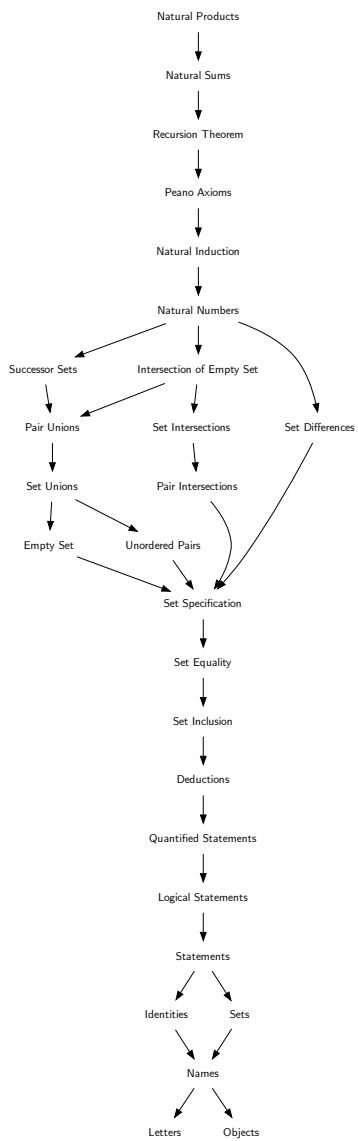 Natural Products
Natural Sums
Recursion Theorem
Peano Axioms
Natural Induction
Natural Numbers
Successor Sets
Intersection of Empty Set
Pair Unions
Set Intersections
Set Differences
Set Unions
Pair Intersections
Empty Set
Unordered Pairs
Set Specification
Set Equality
Set Inclusion
Deductions
Quantified Statements
Logical Statements
Statements
Identities
Sets
Names
Letters
Objects